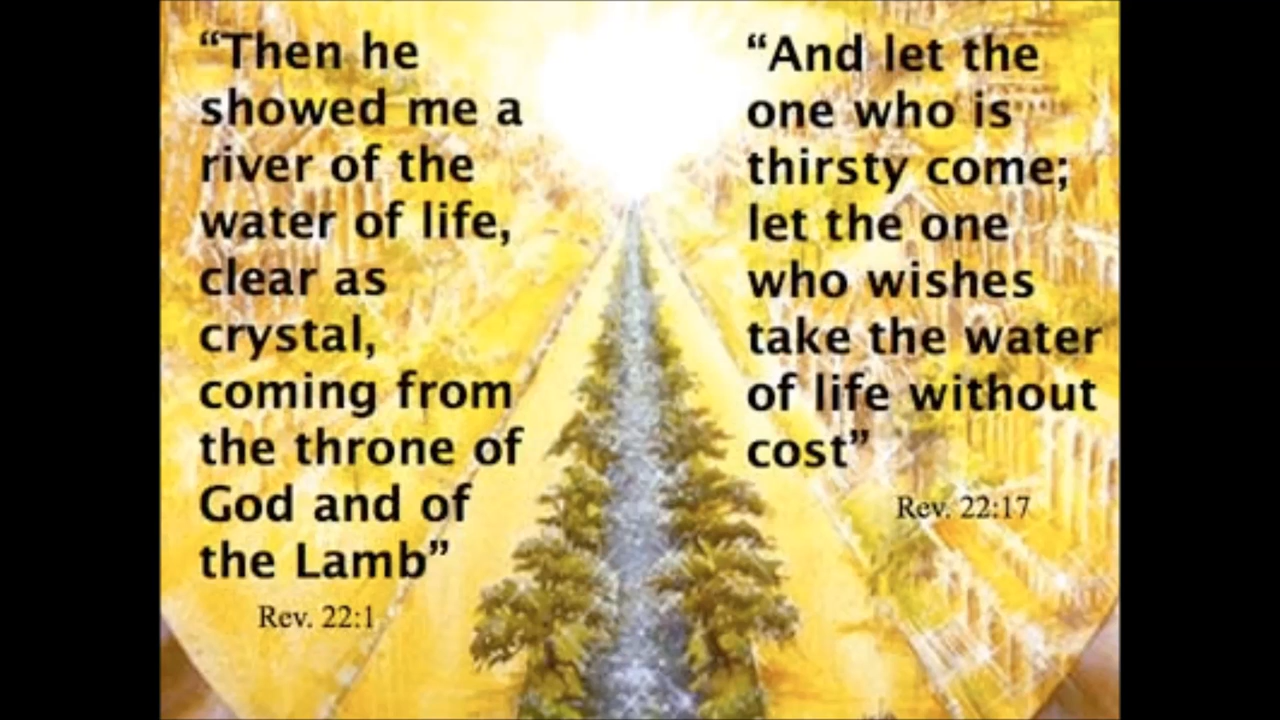 “Then he
showed me a
river of the
water of life,
clear as
crystal,
coming from
the throne of
God and of
the Lamb”
Rev. 22:1
“And let the
one who is
thirsty come;
let the one
who wishes
take the water
of life without
cost”
Rev. 22:17